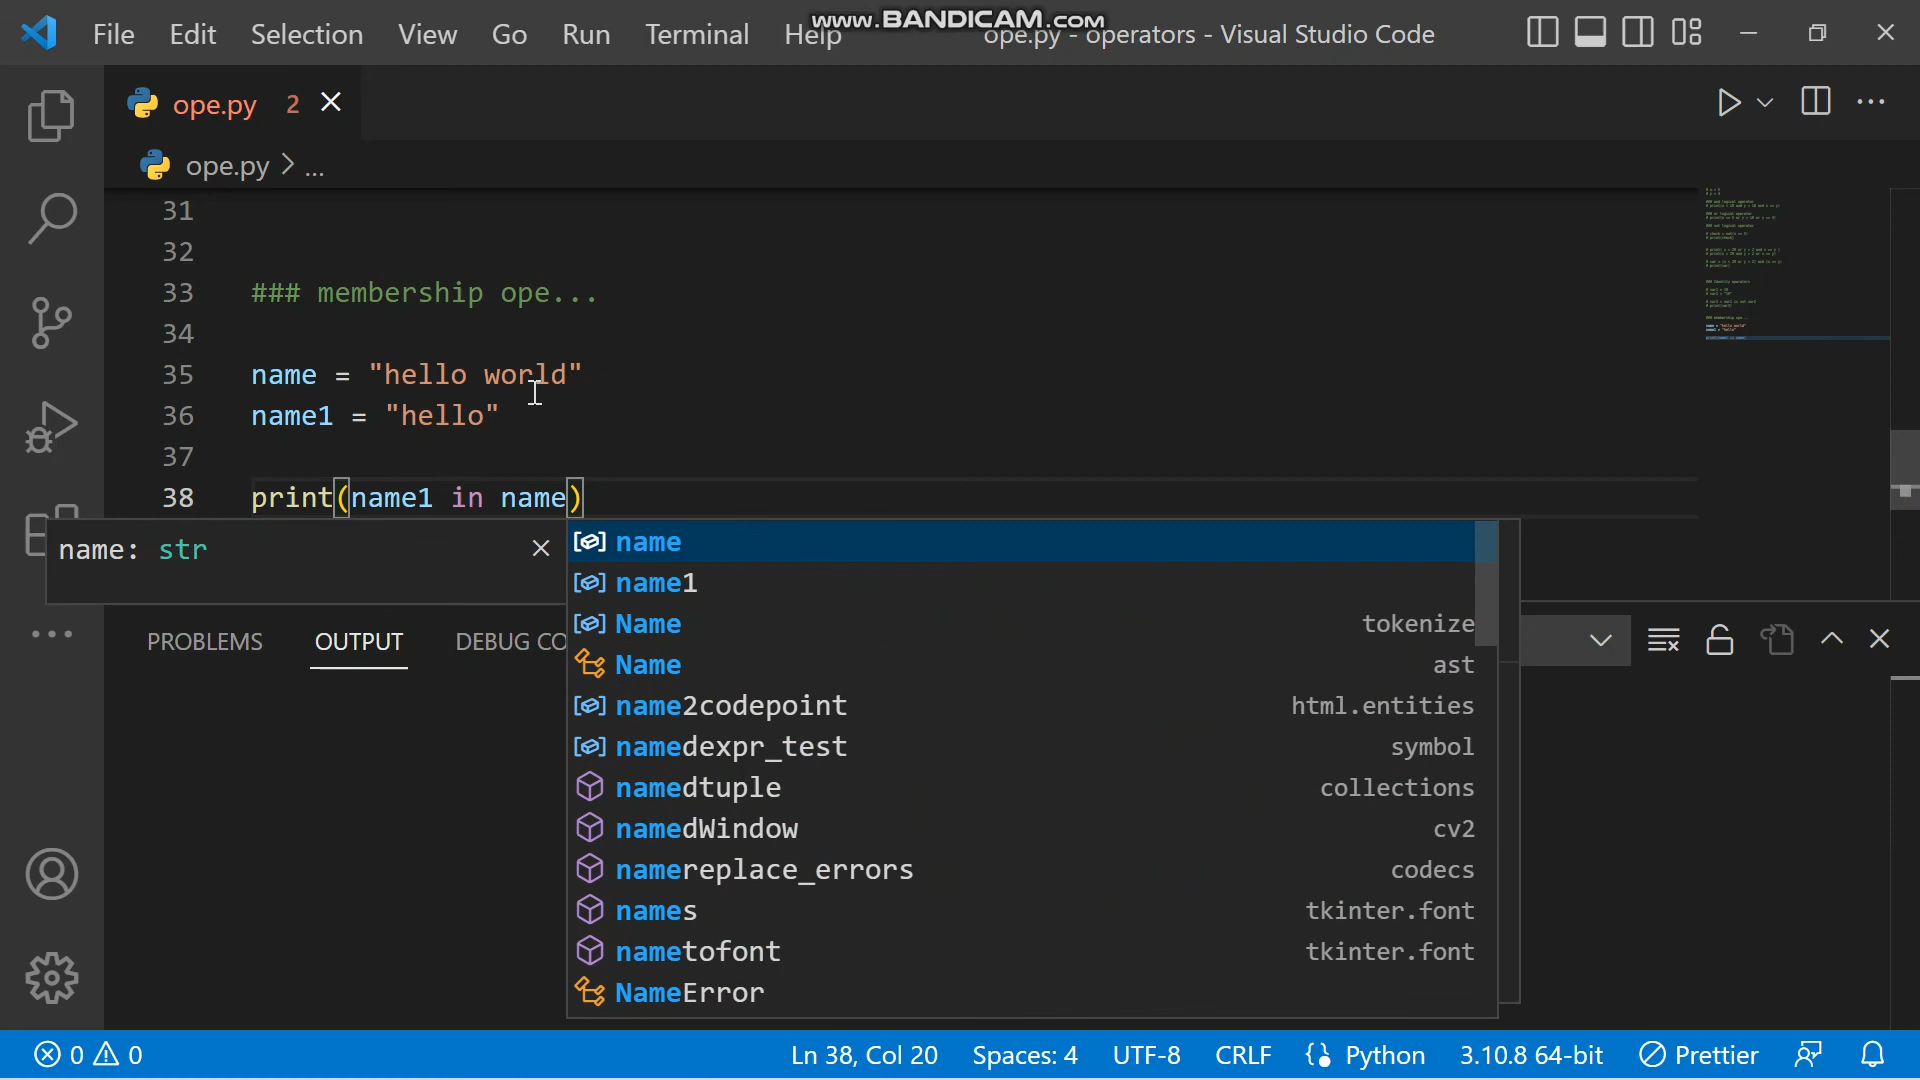 www.BANDICAM.com
File Edit Selection View Go Run Terminal Help ope.py - operators - Visual Studio Code
ope.py 2
ope.py > ...
31
32
33 ### membership ope...
34
35 name = "hello world"
36 name1 = "hello"
37
38 print(name1 in name)
name: str
name
name1
Name tokenize
Name ast
name2codepoint html.entities
namedexpr_test symbol
namedtuple collections
namedWindow cv2
namereplace_errors codecs
names tkinter.font
nametofont tkinter.font
NameError
PROBLEMS OUTPUT DEBUG CO
0 0 Ln 38, Col 20 Spaces: 4 UTF-8 CRLF Python 3.10.8 64-bit Prettier